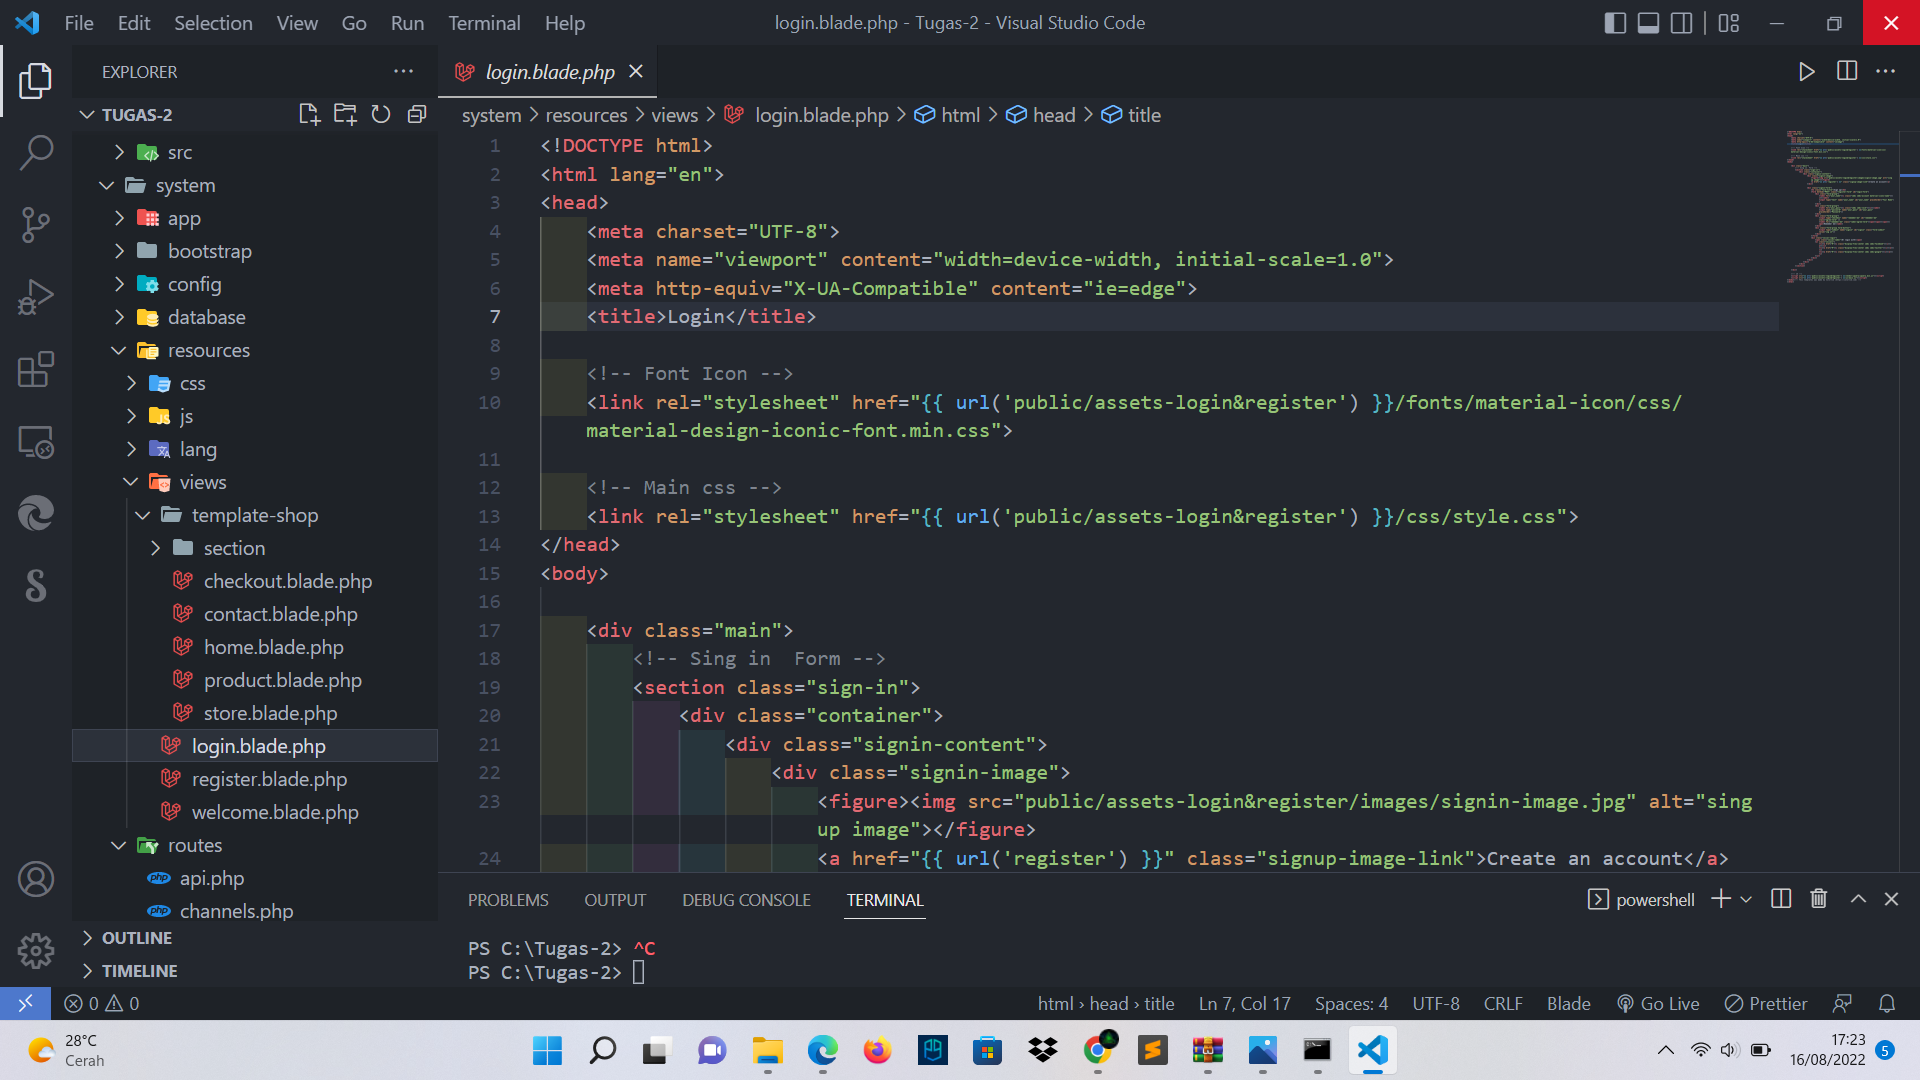 File Edit Selection View Go Run Terminal Help
login.blade.php - Tugas-2 - Visual Studio Code
EXPLORER
TUGAS-2
src
system
app
bootstrap
config
database
resources
css
js
lang
views
template-shop
section
checkout.blade.php
contact.blade.php
home.blade.php
product.blade.php
store.blade.php
login.blade.php
register.blade.php
welcome.blade.php
routes
api.php
channels.php
OUTLINE
TIMELINE
login.blade.php
system > resources > views > login.blade.php > html > head > title
1 <!DOCTYPE html>
2 <html lang="en">
3 <head>
4 <meta charset="UTF-8">
5 <meta name="viewport" content="width=device-width, initial-scale=1.0">
6 <meta http-equiv="X-UA-Compatible" content="ie=edge">
7 <title>Login</title>
8
9 <!-- Font Icon -->
10 <link rel="stylesheet" href="{{ url('public/assets-login&register') }}/fonts/material-icon/css/
material-design-iconic-font.min.css">
11
12 <!-- Main css -->
13 <link rel="stylesheet" href="{{ url('public/assets-login&register') }}/css/style.css">
14 </head>
15 <body>
16
17 <div class="main">
18 <!-- Sing in  Form -->
19 <section class="sign-in">
20 <div class="container">
21 <div class="signin-content">
22 <div class="signin-image">
23 <figure><img src="public/assets-login&register/images/signin-image.jpg" alt="sing
up image"></figure>
24 <a href="{{ url('register') }}" class="signup-image-link">Create an account</a>
PROBLEMS OUTPUT DEBUG CONSOLE TERMINAL
powershell
PS C:\Tugas-2> ^C
PS C:\Tugas-2>
0 0
html › head › title Ln 7, Col 17 Spaces: 4 UTF-8 CRLF Blade Go Live Prettier
28°C
Cerah
17:23
16/08/2022
5